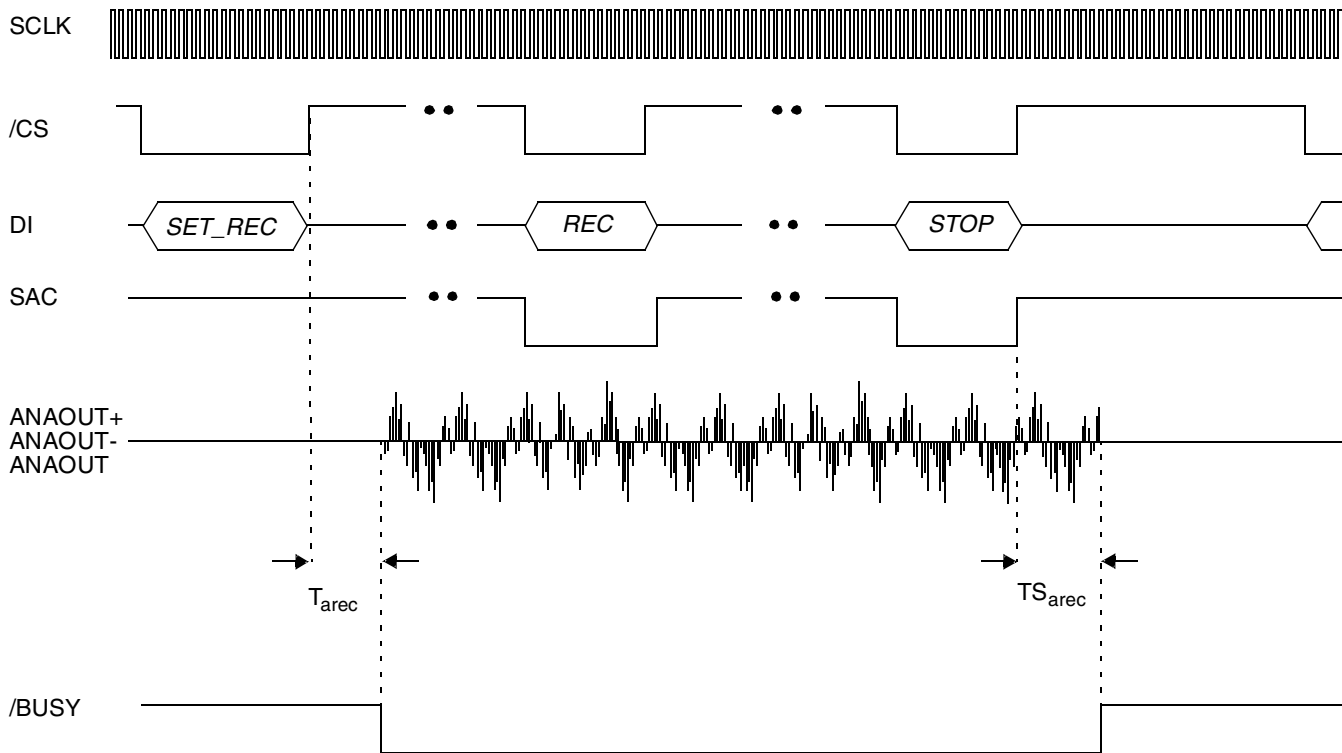 SCLK
/CS
DI
SET_REC
REC
STOP
SAC
ANAOUT+
ANAOUT-
ANAOUT
Tarec
TSarec
/BUSY